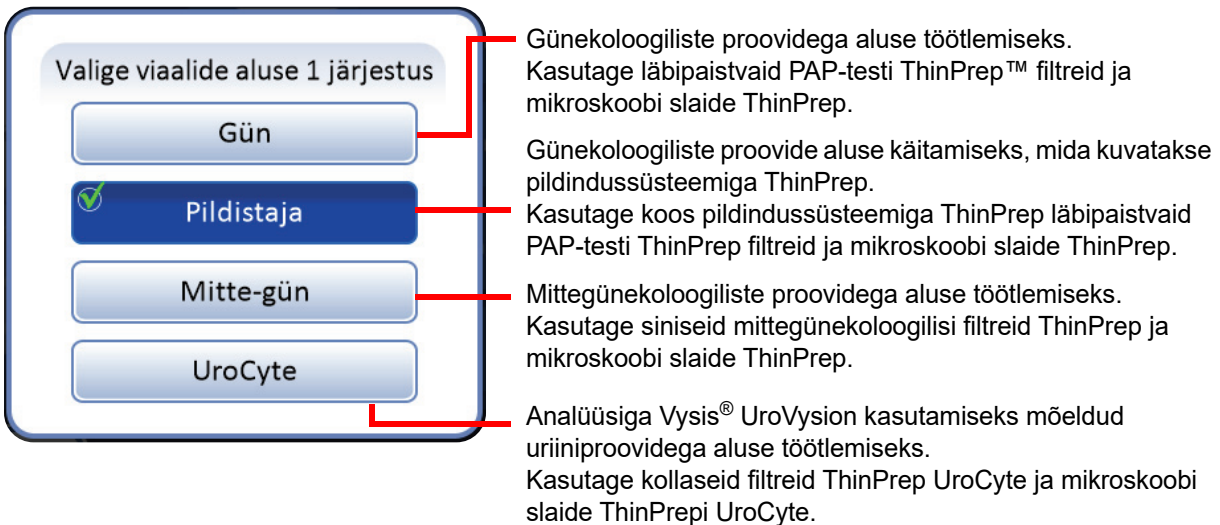 Valige viaalide aluse 1 järjestus
Gün
Pildistaja
Mitte-gün
UroCyte
Günekoloogiliste proovidega aluse töötlemiseks.
Kasutage läbipaistvaid PAP-testi ThinPrep™ filtreid ja
mikroskoobi slaide ThinPrep.
Günekoloogiliste proovide aluse käitamiseks, mida kuvatakse
pildindussüsteemiga ThinPrep.
Kasutage koos pildindussüsteemiga ThinPrep läbipaistvaid
PAP-testi ThinPrep filtreid ja mikroskoobi slaide ThinPrep.
Mittegünekoloogiliste proovidega aluse töötlemiseks.
Kasutage siniseid mittegünekoloogilisi filtreid ThinPrep ja
mikroskoobi slaide ThinPrep.
Analüüsiga Vysis® UroVysion kasutamiseks mõeldud
uriiniproovidega aluse töötlemiseks.
Kasutage kollaseid filtreid ThinPrep UroCyte ja mikroskoobi
slaide ThinPrepi UroCyte.